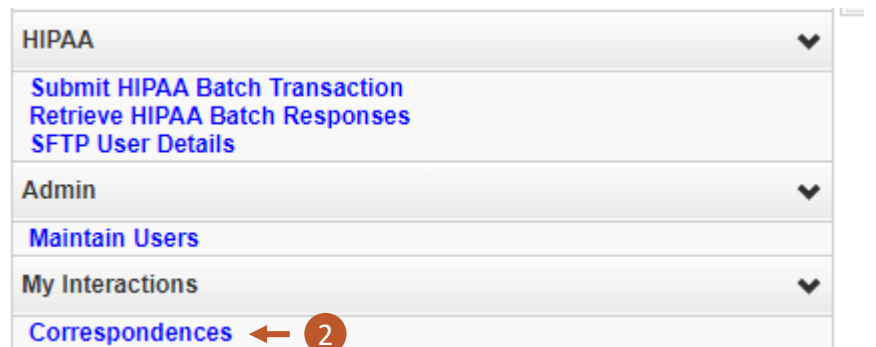 HIPAA
Submit HIPAA Batch Transaction
Retrieve HIPAA Batch Responses
SFTP User Details
Admin
Maintain Users
My Interactions
Correspondences 2